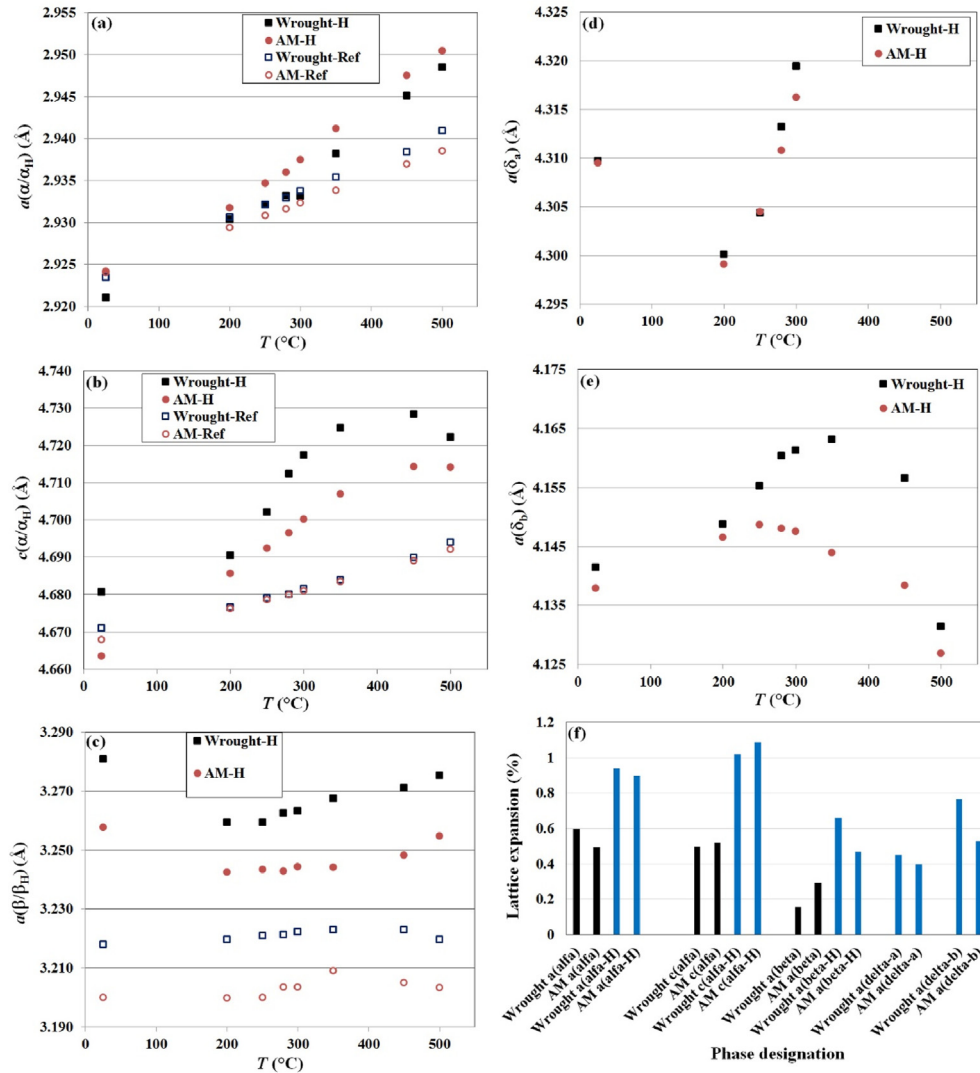 (a)
Wrought-H
AM-H
Wrought-Ref
AM-Ref
2.955
2.950
2.945
2.940
2.935
2.930
2.925
2.920
a(α/αH) (Å)
0 100 200 300 400 500
T (°C)
(d)
Wrought-H
AM-H
4.325
4.320
4.315
4.310
4.305
4.300
4.295
a(δa) (Å)
0 100 200 300 400 500
T (°C)
(b)
Wrought-H
AM-H
Wrought-Ref
AM-Ref
4.740
4.730
4.720
4.710
4.700
4.690
4.680
4.670
4.660
c(α/αH) (Å)
0 100 200 300 400 500
T (°C)
(e)
Wrought-H
AM-H
4.175
4.165
4.155
4.145
4.135
4.125
a(δb) (Å)
0 100 200 300 400 500
T (°C)
(c)
Wrought-H
AM-H
3.290
3.270
3.250
3.230
3.210
3.190
a(β/βH) (Å)
0 100 200 300 400 500
T (°C)
(f)
1.2
1
0.8
0.6
0.4
0.2
0
Lattice expansion (%)
Wrought a(alfa)
AM a(alfa)
Wrought a(alfa-H)
AM a(alfa-H)
Wrought c(alfa)
AM c(alfa)
Wrought c(alfa-H)
AM c(alfa-H)
Wrought a(beta)
AM a(beta)
Wrought a(beta-H)
AM a(beta-H)
Wrought a(delta-a)
AM a(delta-a)
Wrought a(delta-b)
AM a(delta-b)
Phase designation